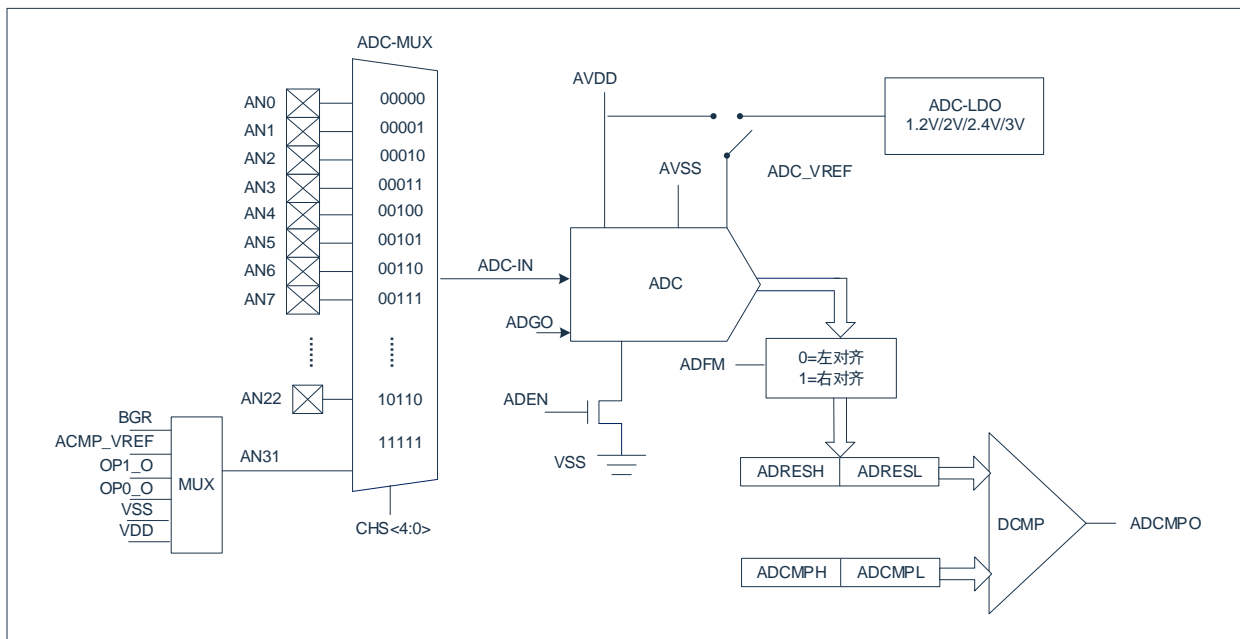 ADC-MUX
AN0
00000
AN1
00001
AN2
00010
AN3
00011
AN4
00100
AN5
00101
AN6
00110
AN7
00111
AN22
10110
11111
BGR
ACMP_VREF
OP1_O
OP0_O
VSS
VDD
MUX
AN31
CHS<4:0>
AVDD
ADC-LDO
1.2V/2V/2.4V/3V
AVSS
ADC_VREF
ADC-IN
ADC
ADGO
ADEN
VSS
ADFM
0=左对齐
1=右对齐
ADRESH
ADRESL
DCMP
ADCMPO
ADCMPH
ADCMPL